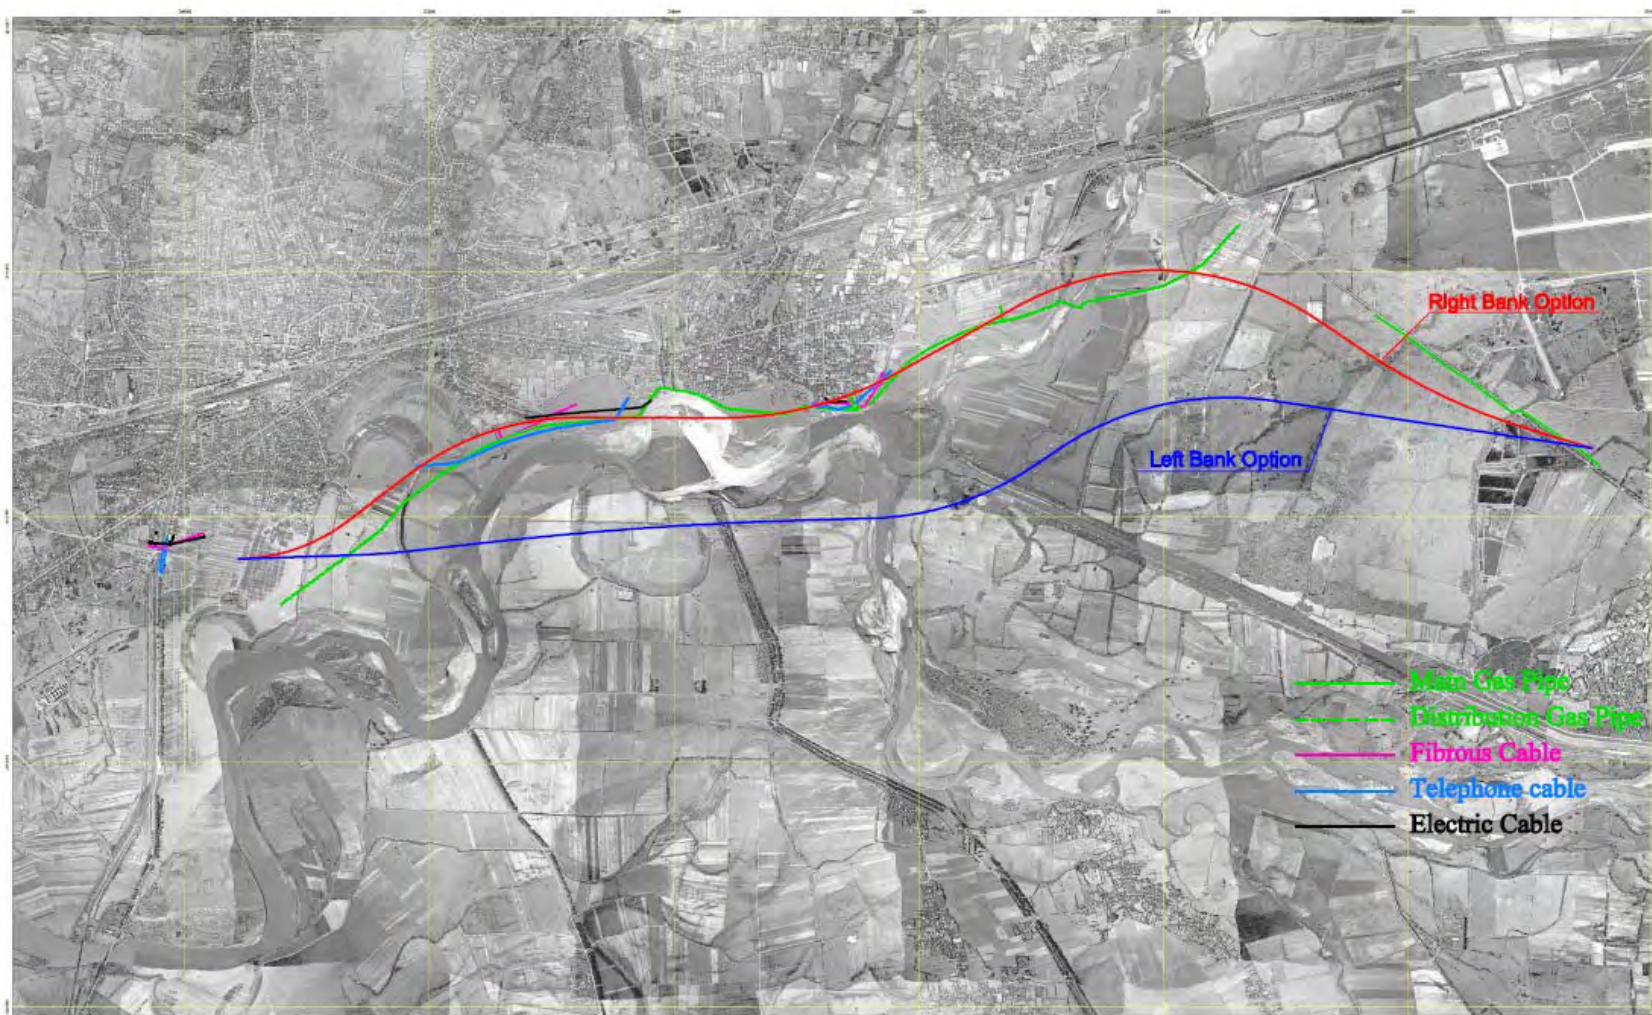 Right Bank Option
Left Bank Option
Main Gas Pipe
Distribution Gas Pipe
Fibrous Cable
Telephone cable
Electric Cable